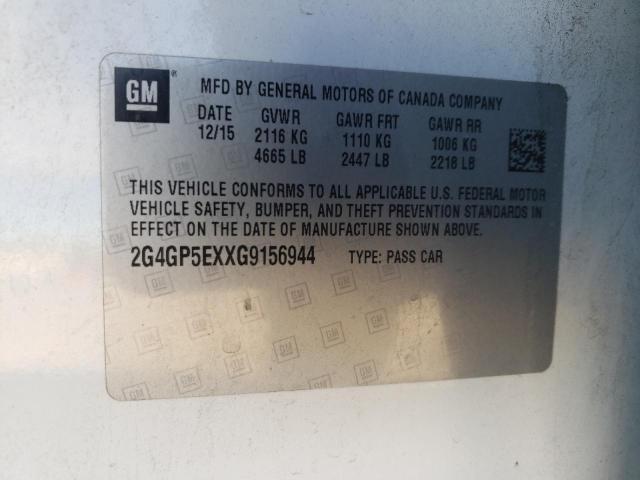 GM
MFD BY GENERAL MOTORS OF CANADA COMPANY
DATE GVWR GAWR FRT GAWR RR
12/15 2116 KG 1110 KG 1006 KG
4665 LB 2447 LB 2218 LB
THIS VEHICLE CONFORMS TO ALL APPLICABLE U.S. FEDERAL MOTOR
VEHICLE SAFETY, BUMPER, AND THEFT PREVENTION STANDARDS IN
EFFECT ON THE DATE OF MANUFACTURE SHOWN ABOVE.
2G4GP5EXXG9156944 TYPE: PASS CAR